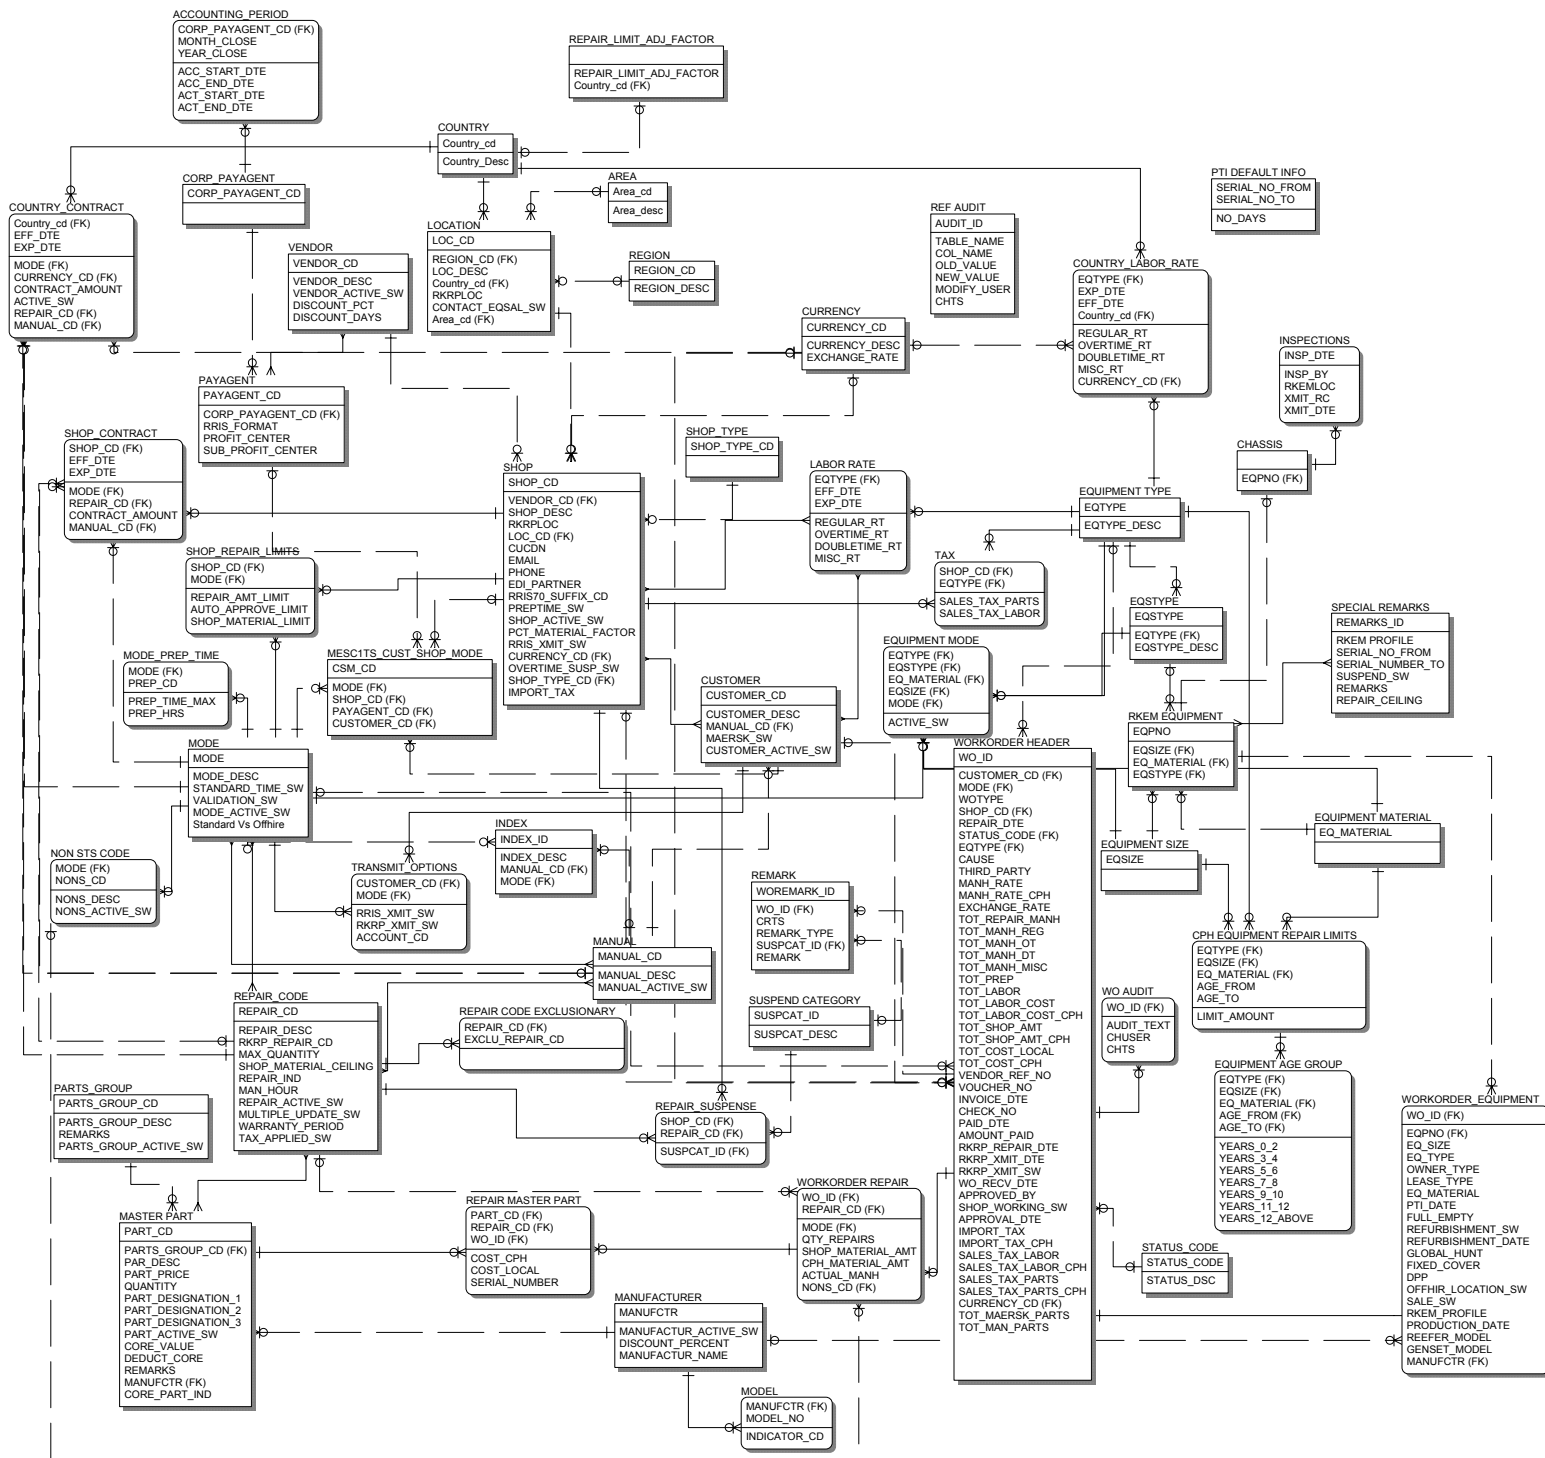 ACCOUNTING_PERIOD
CORP_PAYAGENT_CD (FK)
MONTH_CLOSE
YEAR_CLOSE
ACC_START_DTE
ACC_END_DTE
ACT_START_DTE
ACT_END_DTE
REPAIR_LIMIT_ADJ_FACTOR
REPAIR_LIMIT_ADJ_FACTOR
Country_cd (FK)
COUNTRY
Country_cd
Country_Desc
CORP_PAYAGENT
CORP_PAYAGENT_CD
AREA
Area_cd
Area_desc
PTI DEFAULT INFO
SERIAL_NO_FROM
SERIAL_NO_TO
NO_DAYS
COUNTRY_CONTRACT
Country_cd (FK)
EFF_DTE
EXP_DTE
MODE (FK)
CURRENCY_CD (FK)
CONTRACT_AMOUNT
ACTIVE_SW
REPAIR_CD (FK)
MANUAL_CD (FK)
VENDOR
VENDOR_CD
VENDOR_DESC
VENDOR_ACTIVE_SW
DISCOUNT_PCT
DISCOUNT_DAYS
LOCATION
LOC_CD
REGION_CD (FK)
LOC_DESC
Country_cd (FK)
RKRPLOC
CONTACT_EQSAL_SW
Area_cd (FK)
REGION
REGION_CD
REGION_DESC
REF AUDIT
AUDIT_ID
TABLE_NAME
COL_NAME
OLD_VALUE
NEW_VALUE
MODIFY_USER
CHTS
COUNTRY_LABOR_RATE
EQTYPE (FK)
EXP_DTE
EFF_DTE
Country_cd (FK)
REGULAR_RT
OVERTIME_RT
DOUBLETIME_RT
MISC_RT
CURRENCY_CD (FK)
CURRENCY
CURRENCY_CD
CURRENCY_DESC
EXCHANGE_RATE
INSPECTIONS
INSP_DTE
INSP_BY
RKEMLOC
XMIT_RC
XMIT_DTE
PAYAGENT
PAYAGENT_CD
CORP_PAYAGENT_CD (FK)
RRIS_FORMAT
PROFIT_CENTER
SUB_PROFIT_CENTER
SHOP_CONTRACT
SHOP_CD (FK)
EFF_DTE
EXP_DTE
MODE (FK)
REPAIR_CD (FK)
CONTRACT_AMOUNT
MANUAL_CD (FK)
SHOP
SHOP_CD
VENDOR_CD (FK)
SHOP_DESC
RKRPLOC
LOC_CD (FK)
CUCDN
EMAIL
PHONE
EDI_PARTNER
RRIS70_SUFFIX_CD
PREPTIME_SW
SHOP_ACTIVE_SW
PCT_MATERIAL_FACTOR
RRIS_XMIT_SW
CURRENCY_CD (FK)
OVERTIME_SUSP_SW
SHOP_TYPE_CD (FK)
IMPORT_TAX
SHOP_TYPE
SHOP_TYPE_CD
LABOR RATE
EQTYPE (FK)
EFF_DTE
EXP_DTE
REGULAR_RT
OVERTIME_RT
DOUBLETIME_RT
MISC_RT
CHASSIS
EQPNO (FK)
EQUIPMENT TYPE
EQTYPE
EQTYPE_DESC
TAX
SHOP_CD (FK)
EQTYPE (FK)
SALES_TAX_PARTS
SALES_TAX_LABOR
SHOP_REPAIR_LIMITS
SHOP_CD (FK)
MODE (FK)
REPAIR_AMT_LIMIT
AUTO_APPROVE_LIMIT
SHOP_MATERIAL_LIMIT
EQSTYPE
EQSTYPE
EQTYPE (FK)
EQSTYPE_DESC
SPECIAL REMARKS
REMARKS_ID
RKEM PROFILE
SERIAL_NO_FROM
SERIAL_NUMBER_TO
SUSPEND_SW
REMARKS
REPAIR_CEILING
MODE_PREP_TIME
MODE (FK)
PREP_CD
PREP_TIME_MAX
PREP_HRS
MESC1TS_CUST_SHOP_MODE
CSM_CD
MODE (FK)
SHOP_CD (FK)
PAYAGENT_CD (FK)
CUSTOMER_CD (FK)
EQUIPMENT MODE
EQTYPE (FK)
EQSTYPE (FK)
EQ_MATERIAL (FK)
EQSIZE (FK)
MODE (FK)
ACTIVE_SW
CUSTOMER
CUSTOMER_CD
CUSTOMER_DESC
MANUAL_CD (FK)
MAERSK_SW
CUSTOMER_ACTIVE_SW
RKEM EQUIPMENT
EQPNO
EQSIZE (FK)
EQ_MATERIAL (FK)
EQSTYPE (FK)
MODE
MODE
MODE_DESC
STANDARD_TIME_SW
VALIDATION_SW
MODE_ACTIVE_SW
Standard Vs Offhire
WORKORDER HEADER
WO_ID
CUSTOMER_CD (FK)
MODE (FK)
WOTYPE
SHOP_CD (FK)
REPAIR_DTE
STATUS_CODE (FK)
EQTYPE (FK)
CAUSE
THIRD_PARTY
MANH_RATE
MANH_RATE_CPH
EXCHANGE_RATE
TOT_REPAIR_MANH
TOT_MANH_REG
TOT_MANH_OT
TOT_MANH_DT
TOT_MANH_MISC
TOT_PREP
TOT_LABOR
TOT_LABOR_COST
TOT_LABOR_COST_CPH
TOT_SHOP_AMT
TOT_SHOP_AMT_CPH
TOT_COST_LOCAL
TOT_COST_CPH
VENDOR_REF_NO
VOUCHER_NO
INVOICE_DTE
CHECK_NO
PAID_DTE
AMOUNT_PAID
RKRP_REPAIR_DTE
RKRP_XMIT_DTE
RKRP_XMIT_SW
WO_RECV_DTE
APPROVED_BY
SHOP_WORKING_SW
APPROVAL_DTE
IMPORT_TAX
IMPORT_TAX_CPH
SALES_TAX_LABOR
SALES_TAX_LABOR_CPH
SALES_TAX_PARTS
SALES_TAX_PARTS_CPH
CURRENCY_CD (FK)
TOT_MAERSK_PARTS
TOT_MAN_PARTS
INDEX
INDEX_ID
INDEX_DESC
MANUAL_CD (FK)
MODE (FK)
EQUIPMENT SIZE
EQSIZE
EQUIPMENT MATERIAL
EQ_MATERIAL
NON STS CODE
MODE (FK)
NONS_CD
NONS_DESC
NONS_ACTIVE_SW
TRANSMIT_OPTIONS
CUSTOMER_CD (FK)
MODE (FK)
RRIS_XMIT_SW
RKRP_XMIT_SW
ACCOUNT_CD
REMARK
WOREMARK_ID
WO_ID (FK)
CRTS
REMARK_TYPE
SUSPCAT_ID (FK)
REMARK
MANUAL
MANUAL_CD
MANUAL_DESC
MANUAL_ACTIVE_SW
CPH EQUIPMENT REPAIR LIMITS
EQTYPE (FK)
EQSIZE (FK)
EQ_MATERIAL (FK)
AGE_FROM
AGE_TO
LIMIT_AMOUNT
REPAIR_CODE
REPAIR_CD
REPAIR_DESC
RKRP_REPAIR_CD
MAX_QUANTITY
SHOP_MATERIAL_CEILING
REPAIR_IND
MAN_HOUR
REPAIR_ACTIVE_SW
MULTIPLE_UPDATE_SW
WARRANTY_PERIOD
TAX_APPLIED_SW
REPAIR CODE EXCLUSIONARY
REPAIR_CD (FK)
EXCLU_REPAIR_CD
SUSPEND CATEGORY
SUSPCAT_ID
SUSPCAT_DESC
WO AUDIT
WO_ID (FK)
AUDIT_TEXT
CHUSER
CHTS
EQUIPMENT AGE GROUP
EQTYPE (FK)
EQSIZE (FK)
EQ_MATERIAL (FK)
AGE_FROM (FK)
AGE_TO (FK)
YEARS_0_2
YEARS_3_4
YEARS_5_6
YEARS_7_8
YEARS_9_10
YEARS_11_12
YEARS_12_ABOVE
PARTS_GROUP
PARTS_GROUP_CD
PARTS_GROUP_DESC
REMARKS
PARTS_GROUP_ACTIVE_SW
REPAIR_SUSPENSE
SHOP_CD (FK)
REPAIR_CD (FK)
SUSPCAT_ID (FK)
WORKORDER_EQUIPMENT
WO_ID (FK)
EQPNO (FK)
EQ_SIZE
EQ_TYPE
OWNER_TYPE
LEASE_TYPE
EQ_MATERIAL
PTI_DATE
FULL_EMPTY
REFURBISHMENT_SW
REFURBISHMENT_DATE
GLOBAL_HUNT
FIXED_COVER
DPP
OFFHIR_LOCATION_SW
SALE_SW
RKEM_PROFILE
PRODUCTION_DATE
REEFER_MODEL
GENSET_MODEL
MANUFCTR (FK)
MASTER PART
PART_CD
PARTS_GROUP_CD (FK)
PAR_DESC
PART_PRICE
QUANTITY
PART_DESIGNATION_1
PART_DESIGNATION_2
PART_DESIGNATION_3
PART_ACTIVE_SW
CORE_VALUE
DEDUCT_CORE
REMARKS
MANUFCTR (FK)
CORE_PART_IND
REPAIR MASTER PART
PART_CD (FK)
REPAIR_CD (FK)
WO_ID (FK)
COST_CPH
COST_LOCAL
SERIAL_NUMBER
WORKORDER REPAIR
WO_ID (FK)
REPAIR_CD (FK)
MODE (FK)
QTY_REPAIRS
SHOP_MATERIAL_AMT
CPH_MATERIAL_AMT
ACTUAL_MANH
NONS_CD (FK)
STATUS_CODE
STATUS_CODE
STATUS_DSC
MANUFACTURER
MANUFCTR
MANUFACTUR_ACTIVE_SW
DISCOUNT_PERCENT
MANUFACTUR_NAME
MODEL
MANUFCTR (FK)
MODEL_NO
INDICATOR_CD